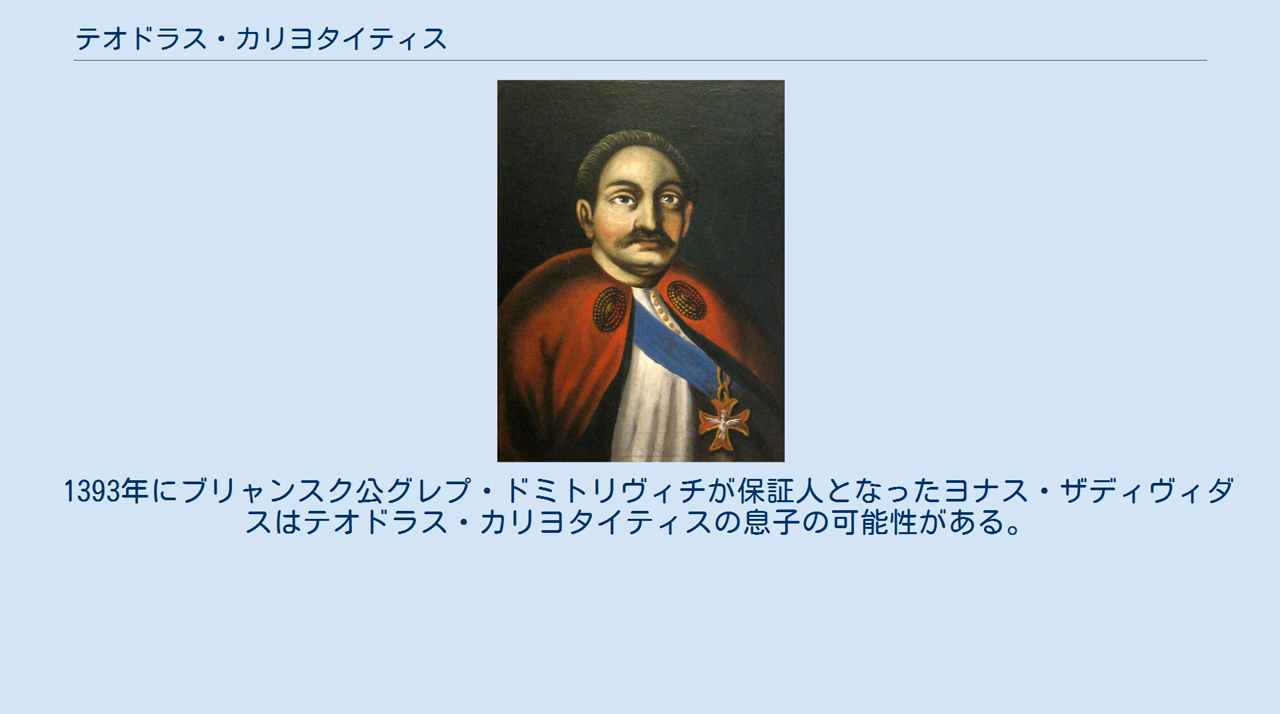 テオドラス・カリヨタイティス
1393年にブリャンスク公グレプ・ドミトリヴィチが保証人となったヨナス・ザディヴィダ
スはテオドラス・カリヨタイティスの息子の可能性がある。